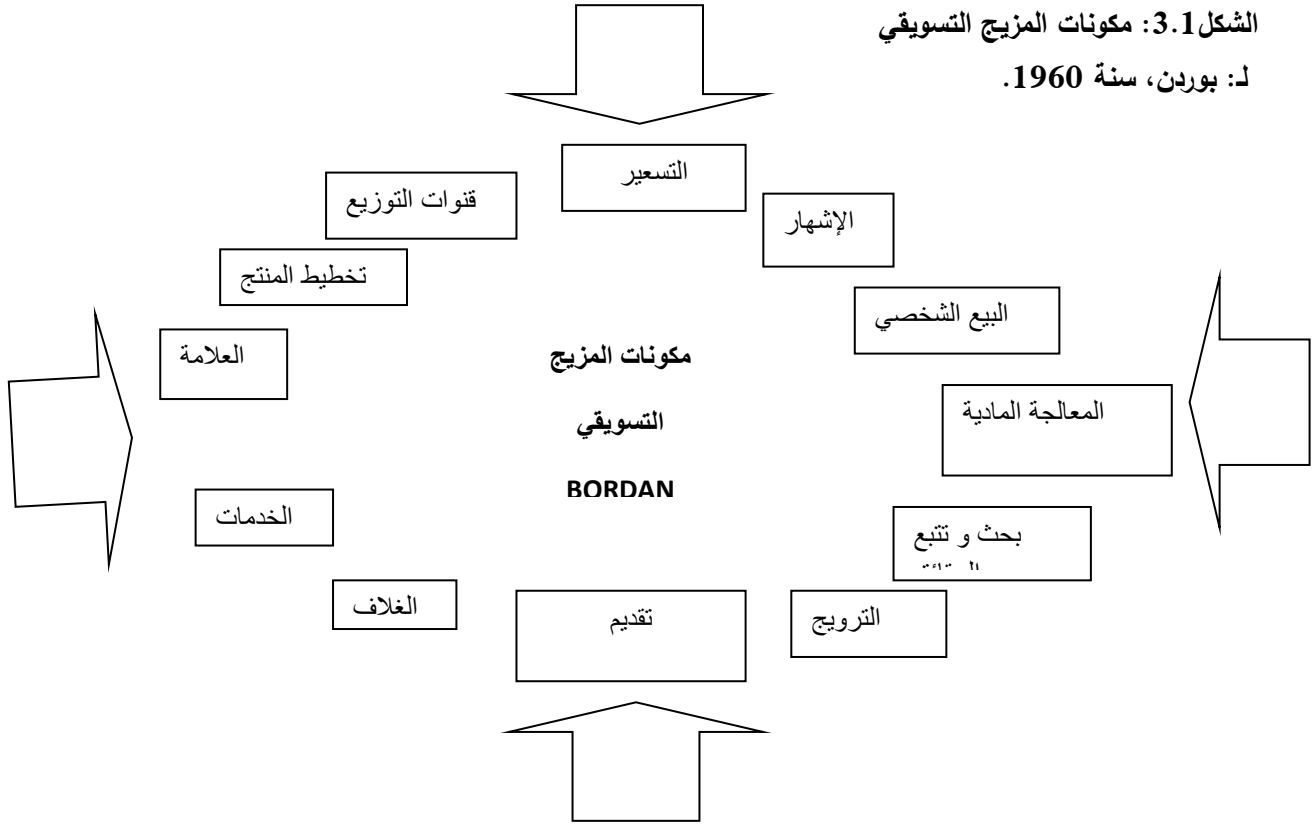 الشكل3.1: مكونات المزيج التسويقي
لـ: بوردن، سنة 1960.
التسعير
قنوات التوزيع
الإشهار
تخطيط المنتج
البيع الشخصي
العلامة
مكونات المزيج
التسويقي
BORDAN
المعالجة المادية
الخدمات
بحث و تتبع
الغلاف
تقديم
الترويج